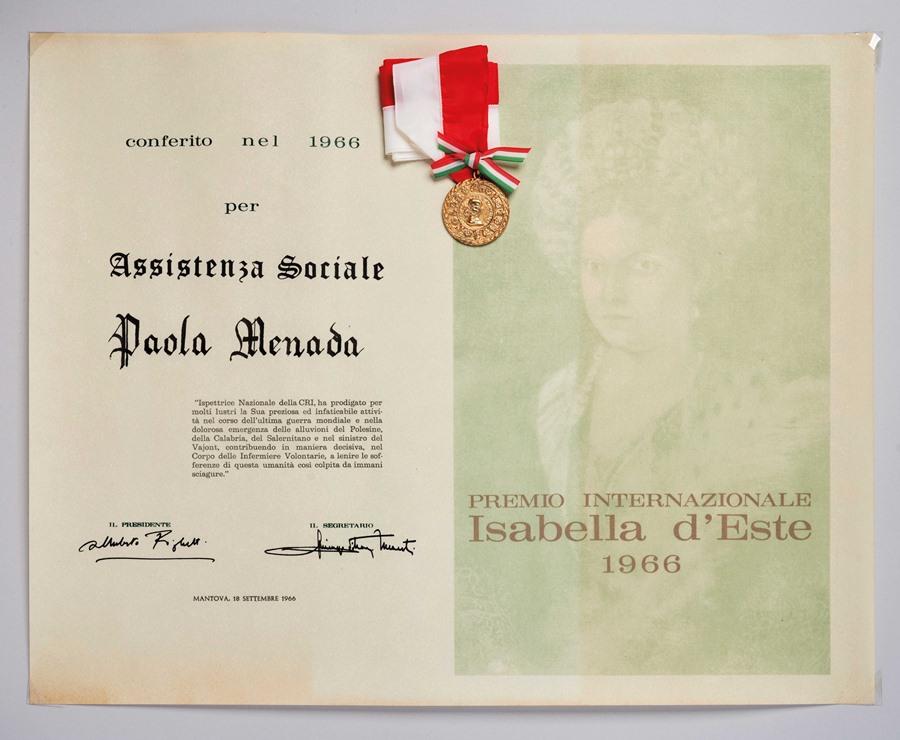 conferito nel 1966
per
Assistenza Sociale
Paola Menada
"Ispettrice Nazionale della CRI, ha prodigato per
molti lustri la Sua preziosa ed infaticabile attivi-
tà nel corso dell'ultima guerra mondiale e nella
dolorosa emergenza delle alluvioni del Polesine,
della Calabria, del Salernitano e nel sinistro del
Vajont, contribuendo in maniera decisiva, nel
Corpo delle Infermiere Volontarie, a lenire le sof-
ferenze di questa umanità così colpita da immani
sciagure."
IL PRESIDENTE
IL SEGRETARIO
MANTOVA, 18 SETTEMBRE 1966
PREMIO INTERNAZIONALE
Isabella d'Este
1966